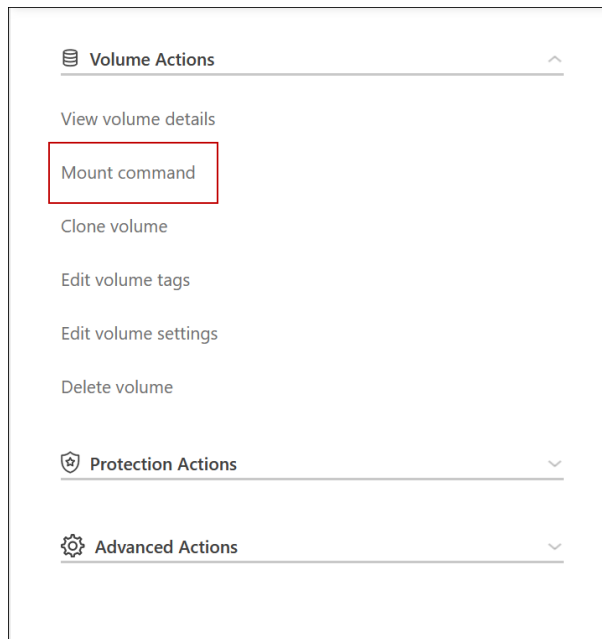 Volume Actions
View volume details
Mount command
Clone volume
Edit volume tags
Edit volume settings
Delete volume
Protection Actions
Advanced Actions